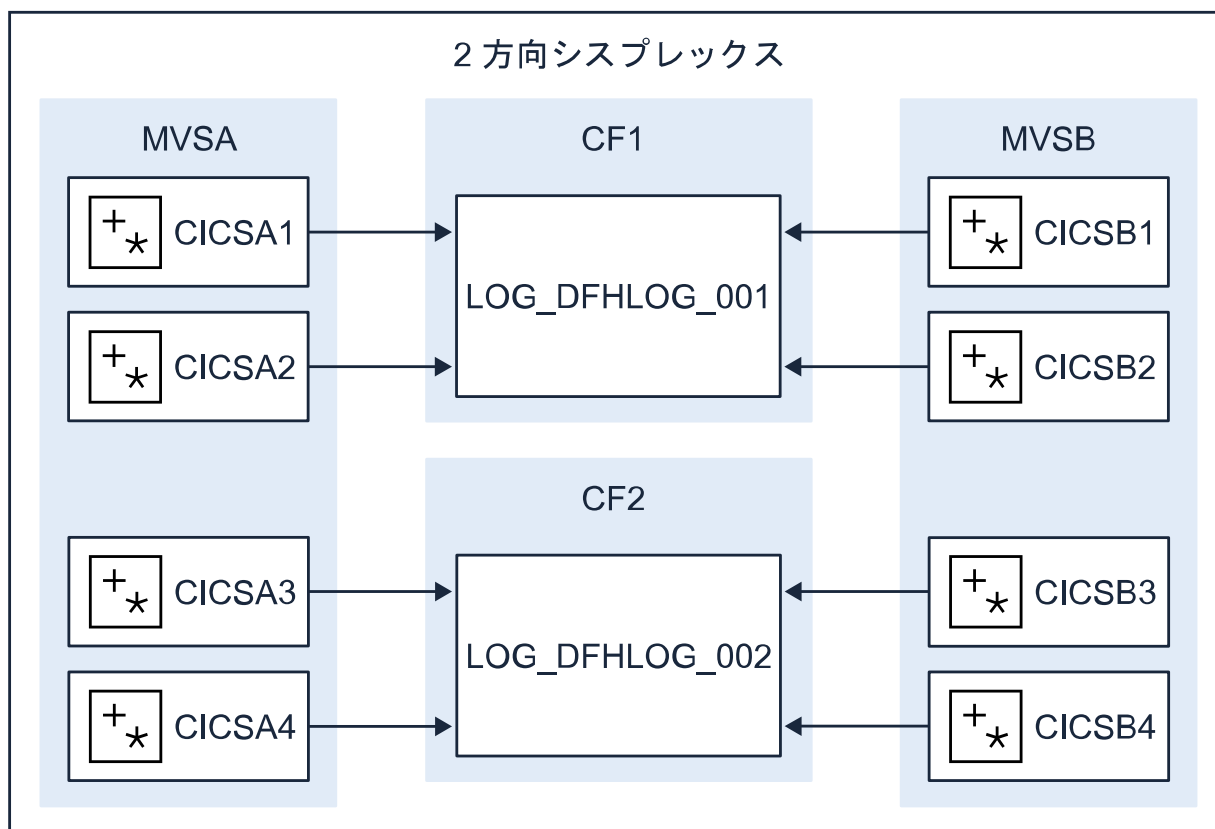 2 方向シスプレックス
MVSA
CF1
MVSB
+* CICSA1
+* CICSA2
LOG_DFHLOG_001
+* CICSB1
+* CICSB2
CF2
+* CICSA3
+* CICSA4
LOG_DFHLOG_002
+* CICSB3
+* CICSB4